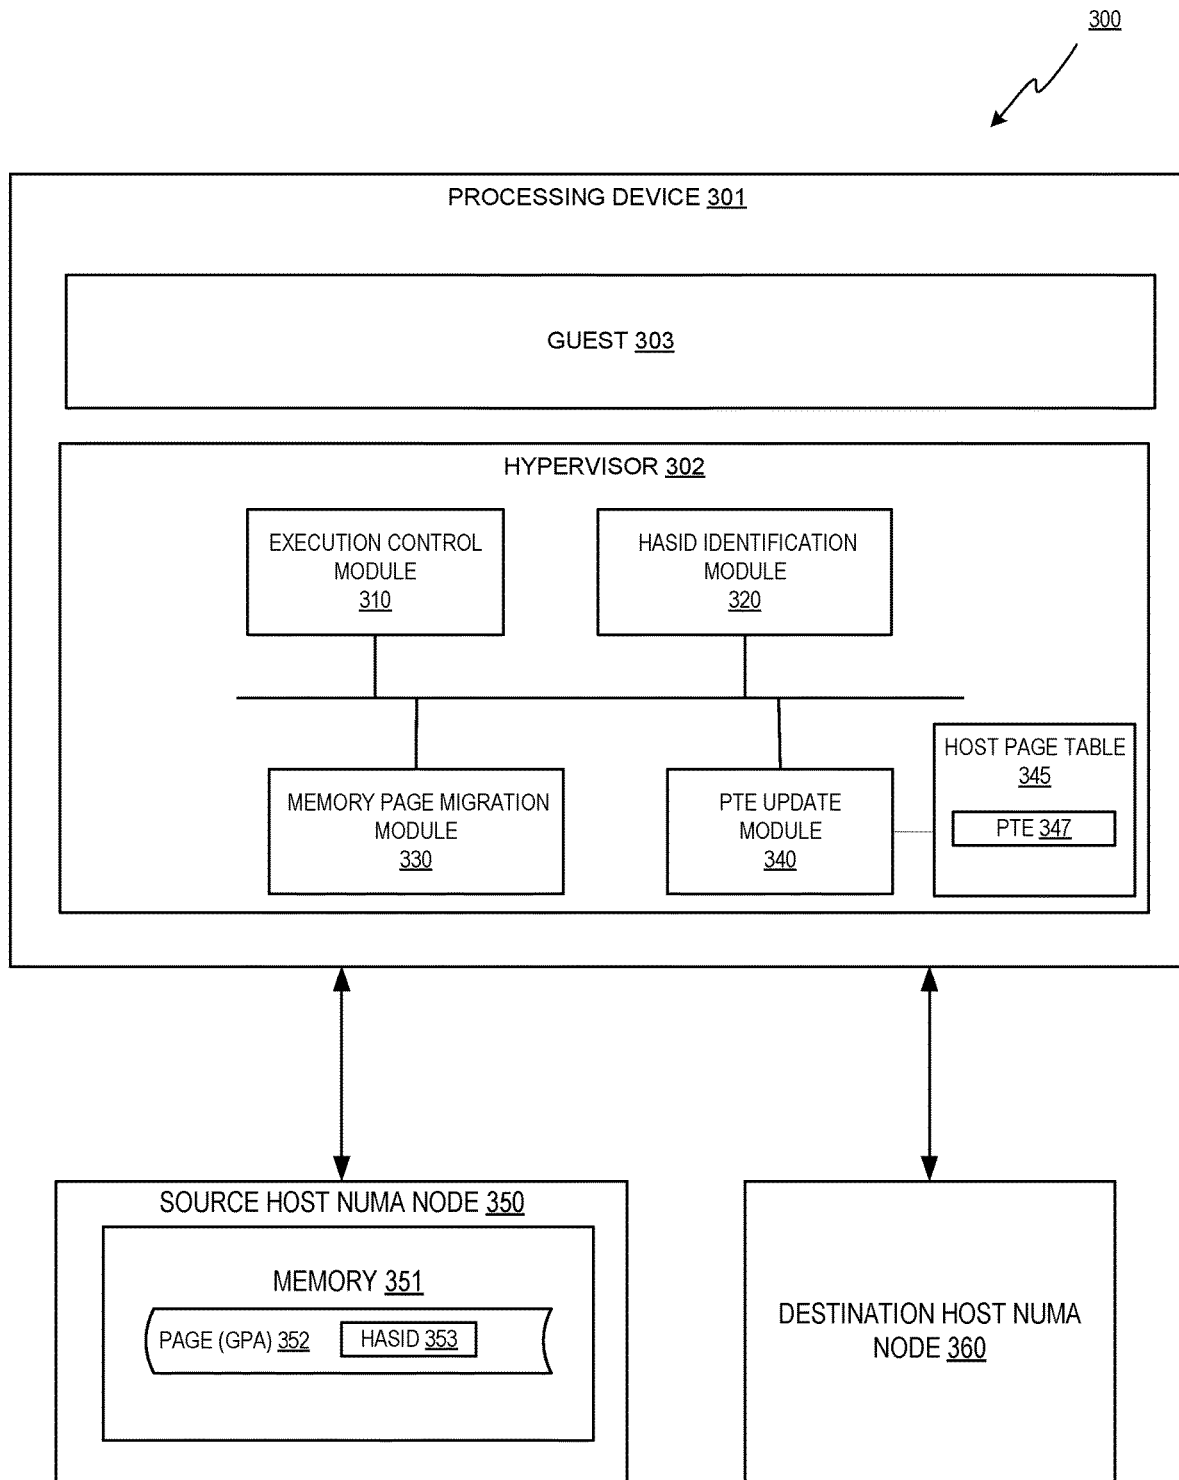 300
PROCESSING DEVICE 301
GUEST 303
HYPERVISOR 302
EXECUTION CONTROL
MODULE
310
HASID IDENTIFICATION
MODULE
320
MEMORY PAGE MIGRATION
MODULE
330
PTE UPDATE
MODULE
340
HOST PAGE TABLE
345
PTE 347
SOURCE HOST NUMA NODE 350
MEMORY 351
PAGE (GPA) 352
HASID 353
DESTINATION HOST NUMA
NODE 360